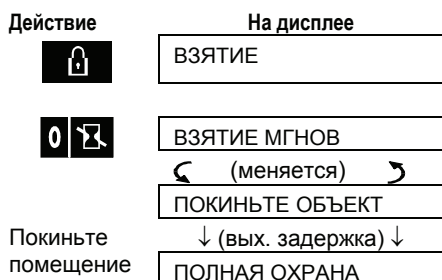 Действие На дисплее
ВЗЯТИЕ
0 ВЗЯТИЕ МГНОВ
(меняется)
ПОКИНЬТЕ ОБЪЕКТ
Покиньте ↓ (вых. задержка) ↓
помещение ПОЛНАЯ ОХРАНА